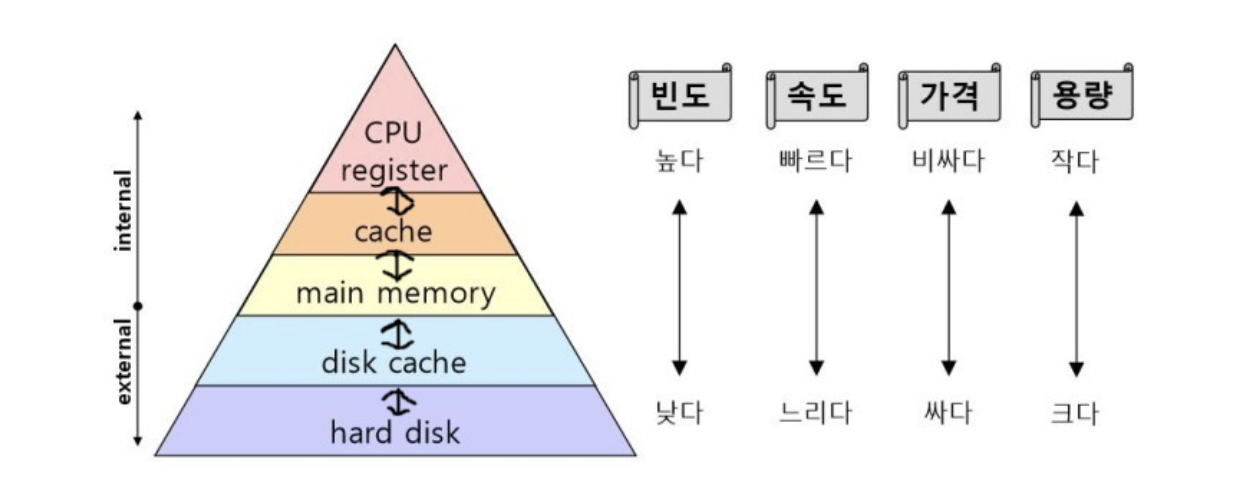 internal
external
CPU
register
cache
main memory
disk cache
hard disk
빈도 속도 가격 용량
높다 빠르다 비싸다 작다
낮다 느리다 싸다 크다